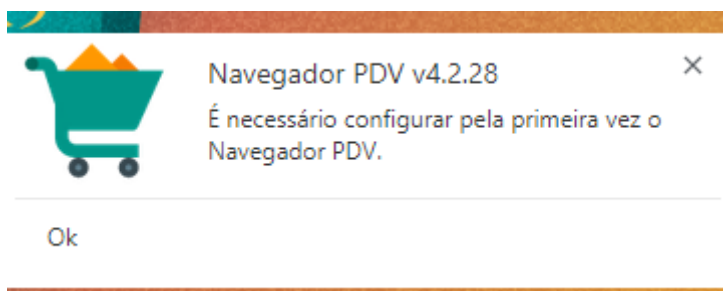 Navegador PDV v4.2.28
É necessário configurar pela primeira vez o
Navegador PDV.
Ok